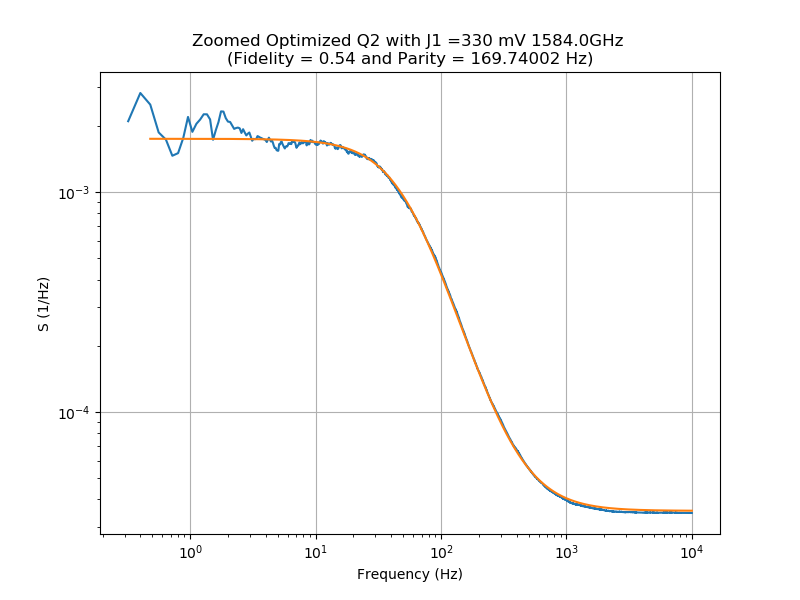 Zoomed Optimized Q2 with J1 =330 mV 1584.0GHz
(Fidelity = 0.54 and Parity = 169.74002 Hz)
S (1/Hz)
10⁻³
10⁻⁴
10⁰ 10¹ 10² 10³ 10⁴
Frequency (Hz)